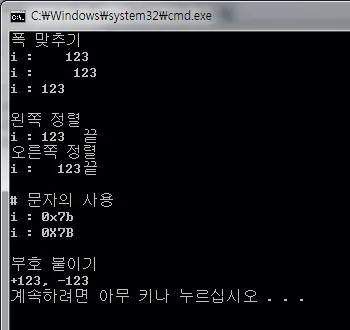 C:\Windows\system32\cmd.exe
폭 맞추기
i :    123
i :     123
i : 123
왼쪽 정렬
i : 123  끝
오른쪽 정렬
i :   123끝
# 문자의 사용
i : 0x7b
i : 0X7B
부호 붙이기
+123, -123
계속하려면 아무 키나 누르십시오 . . .